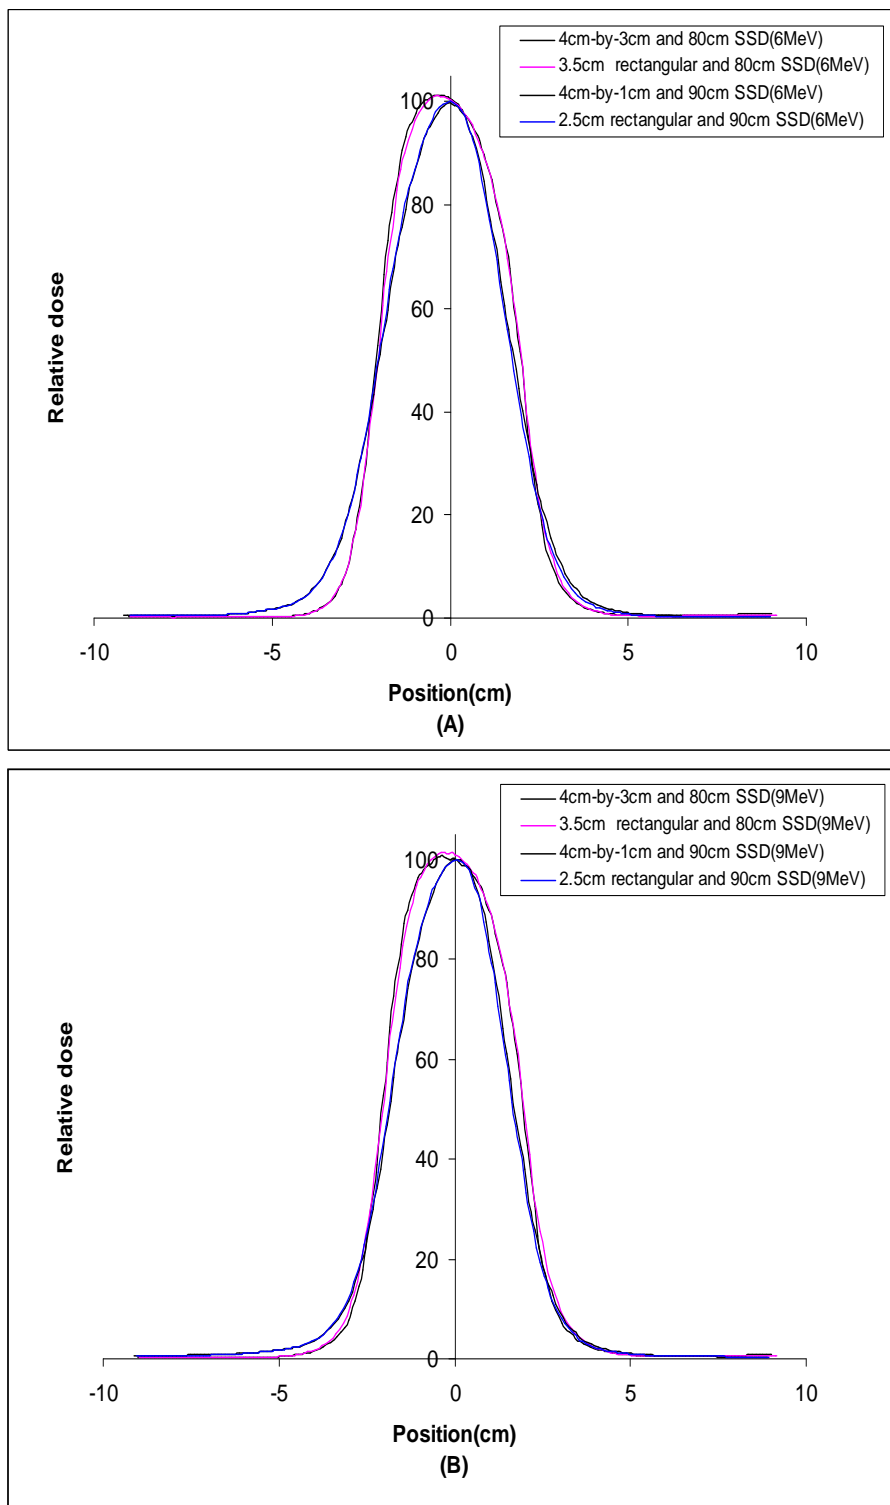 4cm-by-3cm and 80cm SSD(6MeV)
3.5cm  rectangular and 80cm SSD(6MeV)
4cm-by-1cm and 90cm SSD(6MeV)
2.5cm rectangular and 90cm SSD(6MeV)
100
80
60
40
20
0
Relative dose
-10 -5 0 5 10
Position(cm)
(A)
4cm-by-3cm and 80cm SSD(9MeV)
3.5cm  rectangular and 80cm SSD(9MeV)
4cm-by-1cm and 90cm SSD(9MeV)
2.5cm rectangular and 90cm SSD(9MeV)
100
80
60
40
20
0
Relative dose
-10 -5 0 5 10
Position(cm)
(B)